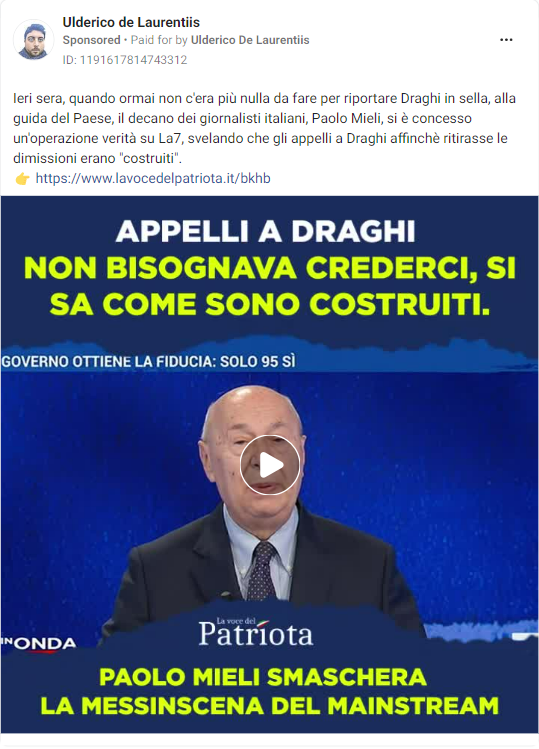 Ulderico de Laurentiis
Sponsored • Paid for by Ulderico De Laurentiis
ID: 1191617814743312
Ieri sera, quando ormai non c'era più nulla da fare per riportare Draghi in sella, alla
guida del Paese, il decano dei giornalisti italiani, Paolo Mieli, si è concesso
un'operazione verità su La7, svelando che gli appelli a Draghi affinchè ritirasse le
dimissioni erano "costruiti".
👉 https://www.lavocedelpatriota.it/bkhb
APPELLI A DRAGHI
NON BISOGNAVA CREDERCI, SI
SA COME SONO COSTRUITI.
GOVERNO OTTIENE LA FIDUCIA: SOLO 95 SÌ
IN ONDA
La voce del
Patriota
PAOLO MIELI SMASCHERA
LA MESSINSCENA DEL MAINSTREAM